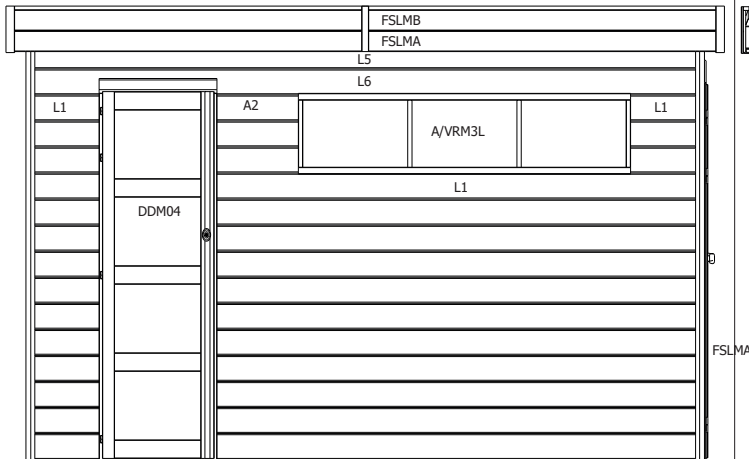 FSLMB
FSLMA
L5
L6
L1 A2 L1
A/VRM3L
L1
DDM04
FSLMA